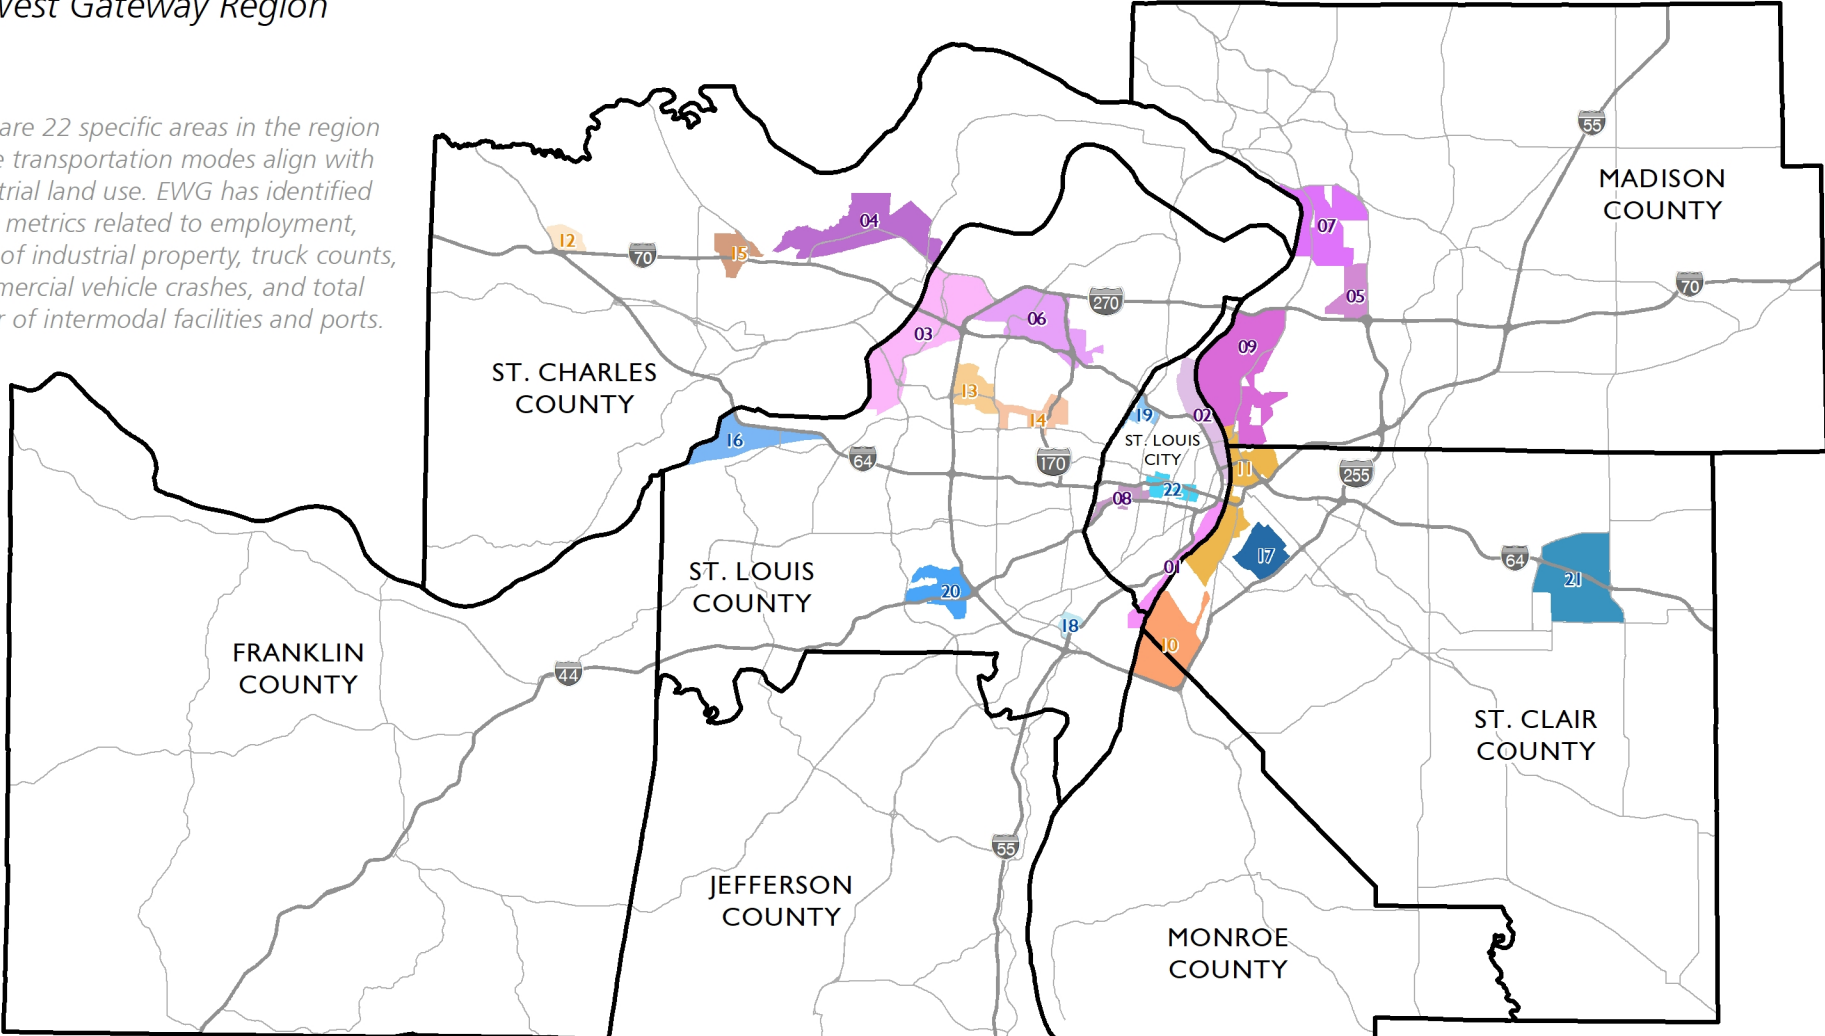 West Gateway Region
are 22 specific areas in the region
transportation modes align with
trial land use. EWG has identified
metrics related to employment,
of industrial property, truck counts,
mercial vehicle crashes, and total
r of intermodal facilities and ports.
55
MADISON
COUNTY
04
07
12
70
15
05
70
270
06
03
09
ST. CHARLES
COUNTY
13
14
19
02
16
ST. LOUIS
CITY
64
170
11
255
22
08
17
64
21
01
ST. LOUIS
COUNTY
20
18
10
FRANKLIN
COUNTY
44
ST. CLAIR
COUNTY
55
JEFFERSON
COUNTY
MONROE
COUNTY